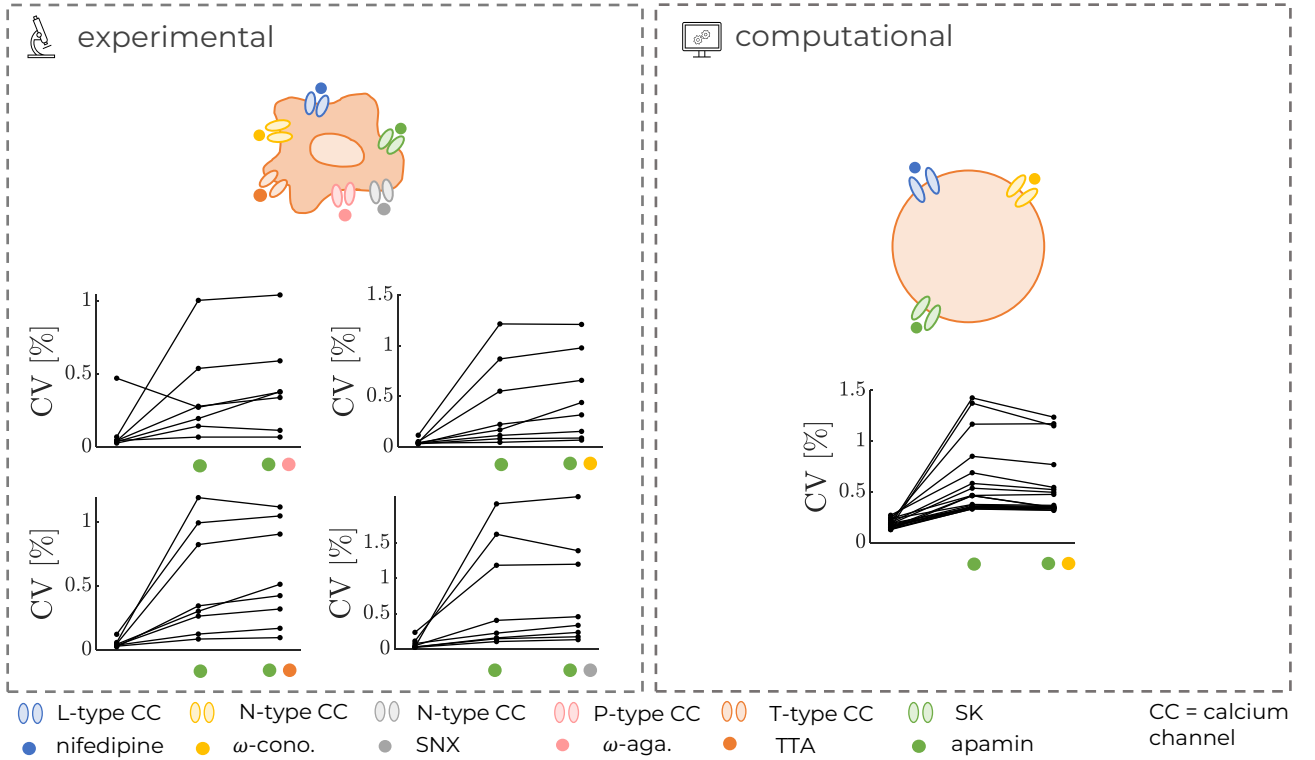 experimental
computational
CV [%]
1
0.5
0
CV [%]
1.5
1
0.5
0
CV [%]
1
0.5
0
CV [%]
1.5
1
0.5
0
CV [%]
1.5
1
0.5
0
L-type CC
N-type CC
N-type CC
P-type CC
T-type CC
SK
CC = calcium
channel
nifedipine
ω-cono.
SNX
ω-aga.
TTA
apamin